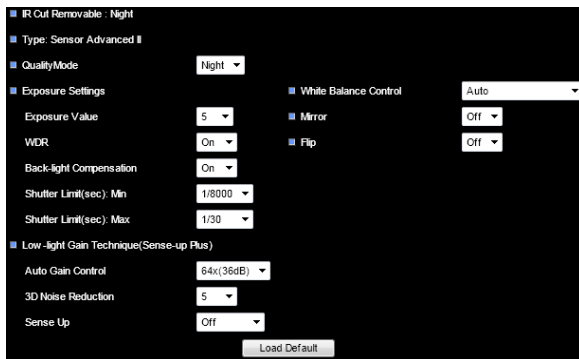 IR Cut Removable : Night
Type: Sensor Advanced II
QualityMode Night
Exposure Settings White Balance Control Auto
Exposure Value 5 Mirror Off
WDR On Flip Off
Back-light Compensation On
Shutter Limit(sec): Min 1/8000
Shutter Limit(sec): Max 1/30
Low-light Gain Technique(Sense-up Plus)
Auto Gain Control 64x(36dB)
3D Noise Reduction 5
Sense Up Off
Load Default